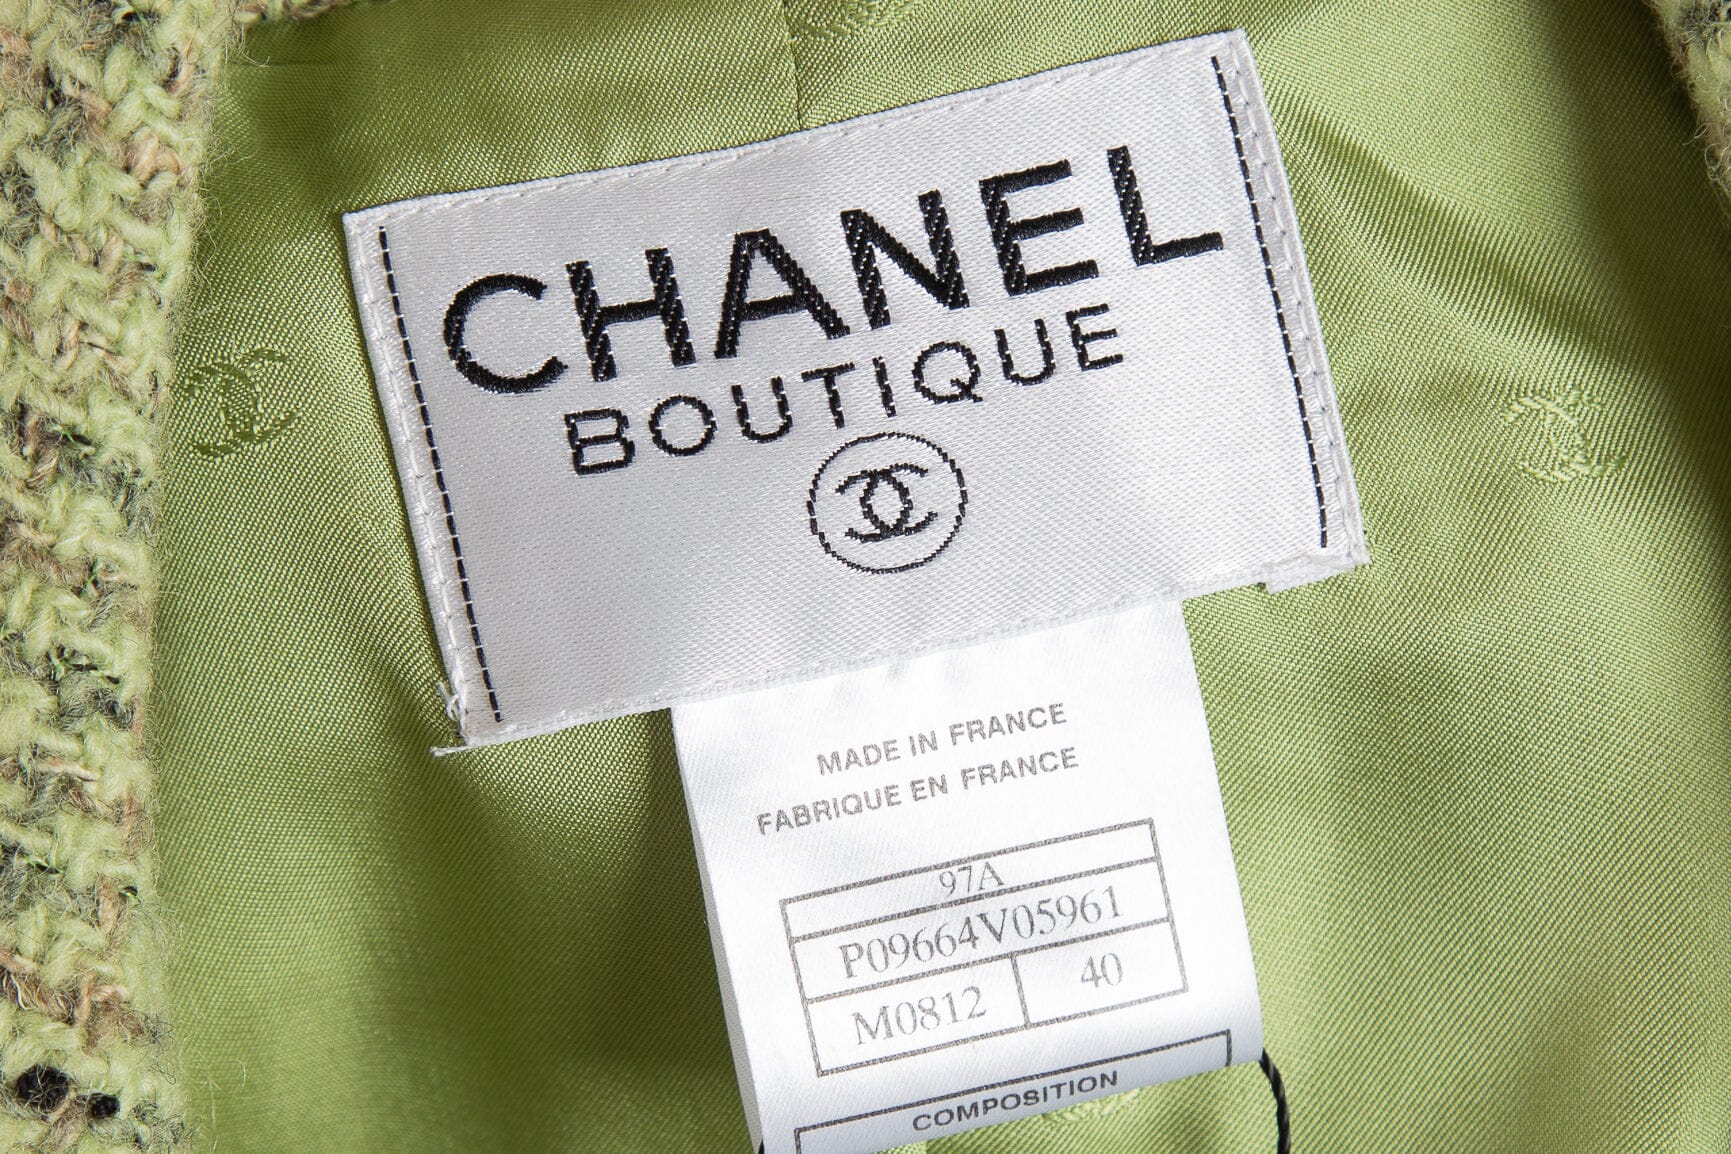 CHANEL
BOUTIQUE
MADE IN FRANCE
FABRIQUE EN FRANCE
97A
P09664V05961
M0812 40
COMPOSITION